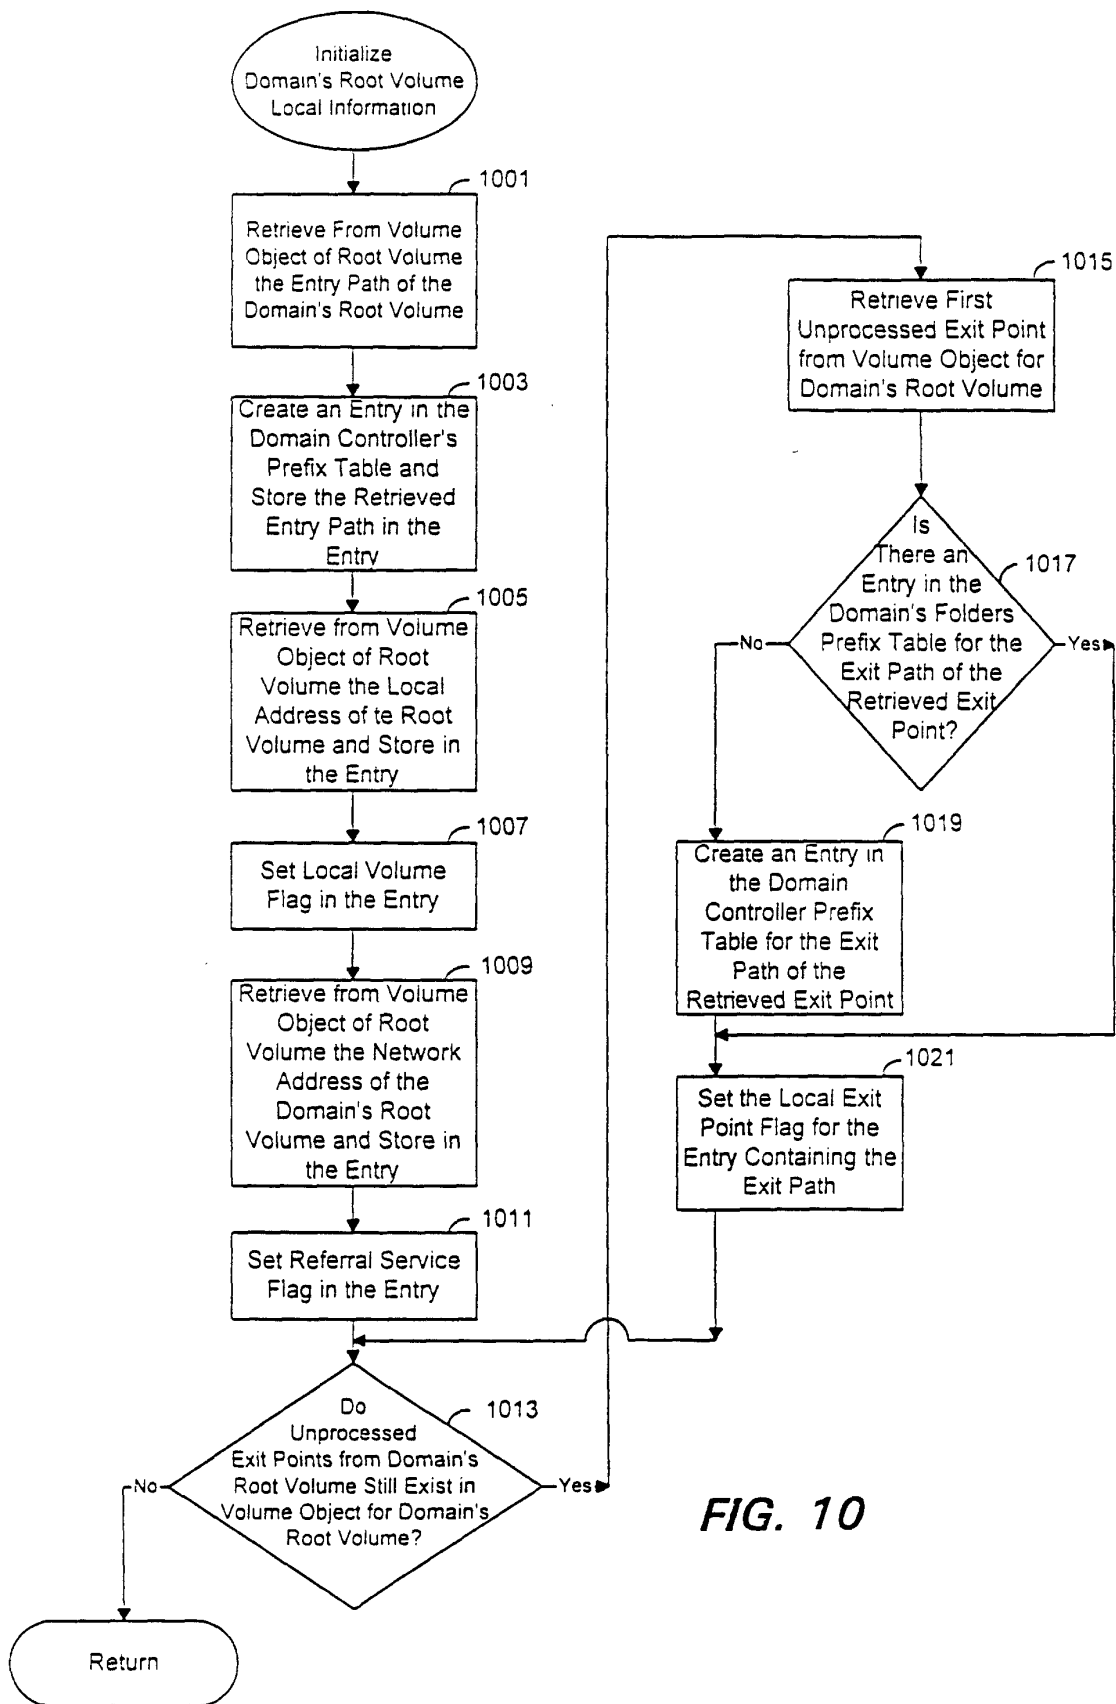 Initialize
Domain's Root Volume
Local Information
1001
Retrieve From Volume
Object of Root Volume
the Entry Path of the
Domain's Root Volume
1003
Create an Entry in the
Domain Controller's
Prefix Table and
Store the Retrieved
Entry Path in the
Entry
1005
Retrieve from Volume
Object of Root
Volume the Local
Address of te Root
Volume and Store in
the Entry
1007
Set Local Volume
Flag in the Entry
1009
Retrieve from Volume
Object of Root
Volume the Network
Address of the
Domain's Root
Volume and Store in
the Entry
1011
Set Referral Service
Flag in the Entry
1013
Do
Unprocessed
Exit Points from Domain's
Root Volume Still Exist in
Volume Object for Domain's
Root Volume?
No
Yes
Return
1015
Retrieve First
Unprocessed Exit Point
from Volume Object for
Domain's Root Volume
1017
Is
There an
Entry in the
Domain's Folders
Prefix Table for the
Exit Path of the
Retrieved Exit
Point?
No
Yes
1019
Create an Entry in
the Domain
Controller Prefix
Table for the Exit
Path of the
Retrieved Exit Point
1021
Set the Local Exit
Point Flag for the
Entry Containing the
Exit Path
FIG. 10